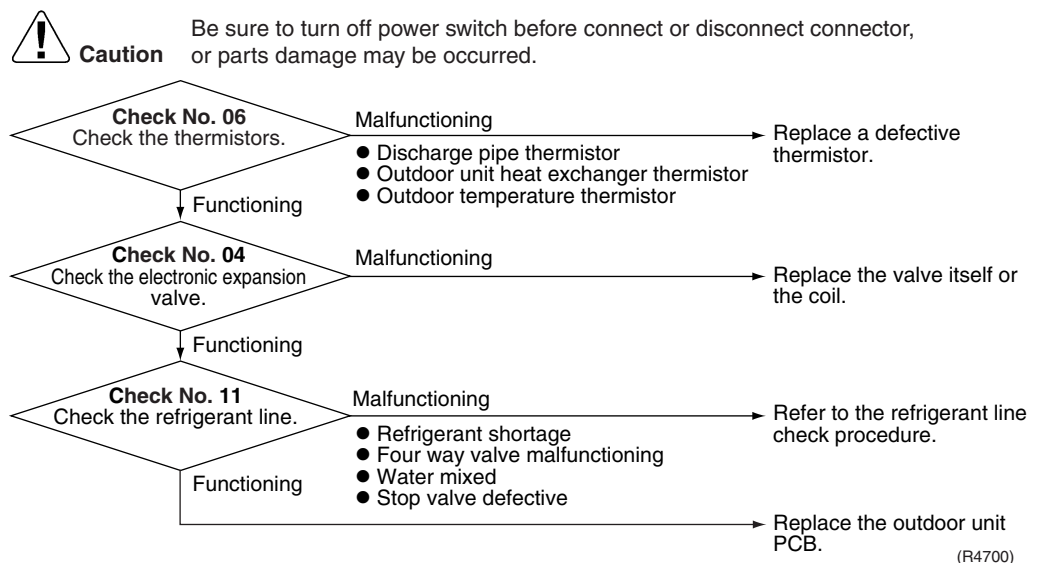 Caution
Be sure to turn off power switch before connect or disconnect connector,
or parts damage may be occurred.
Check No. 06
Check the thermistors.
Malfunctioning
● Discharge pipe thermistor
● Outdoor unit heat exchanger thermistor
● Outdoor temperature thermistor
Replace a defective
thermistor.
Functioning
Check No. 04
Check the electronic expansion
valve.
Malfunctioning
Replace the valve itself or
the coil.
Functioning
Check No. 11
Check the refrigerant line.
Malfunctioning
● Refrigerant shortage
● Four way valve malfunctioning
● Water mixed
● Stop valve defective
Refer to the refrigerant line
check procedure.
Functioning
Replace the outdoor unit
PCB.
(R4700)